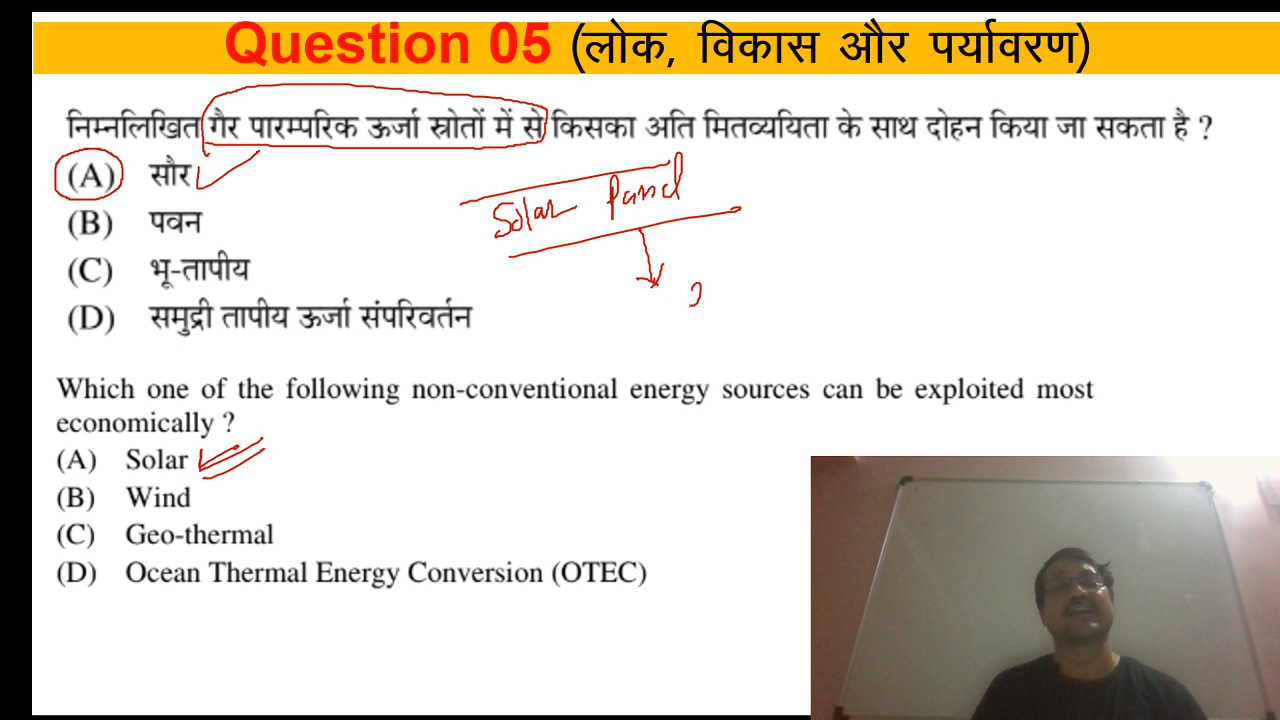 Question 05 (लोक, विकास और पर्यावरण)
निम्नलिखित गैर पारम्परिक ऊर्जा स्रोतों में से किसका अति मितव्ययिता के साथ दोहन किया जा सकता है ?
(A) सौर
(B) पवन
(C) भू-तापीय
(D) समुद्री तापीय ऊर्जा संपरिवर्तन
Solar Panel
Which one of the following non-conventional energy sources can be exploited most
economically ?
(A) Solar
(B) Wind
(C) Geo-thermal
(D) Ocean Thermal Energy Conversion (OTEC)